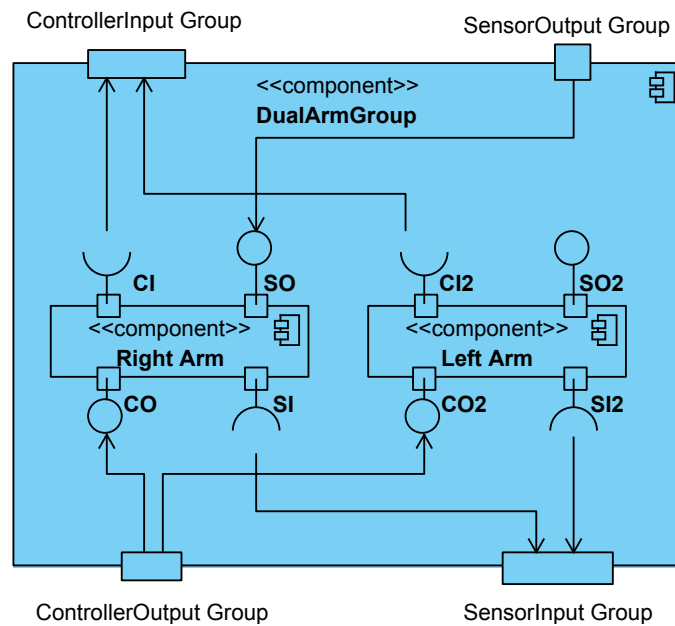 ControllerInput Group
SensorOutput Group
<<component>>
DualArmGroup
CI
SO
CI2
SO2
<<component>>
Right Arm
<<component>>
Left Arm
CO
SI
CO2
SI2
ControllerOutput Group
SensorInput Group